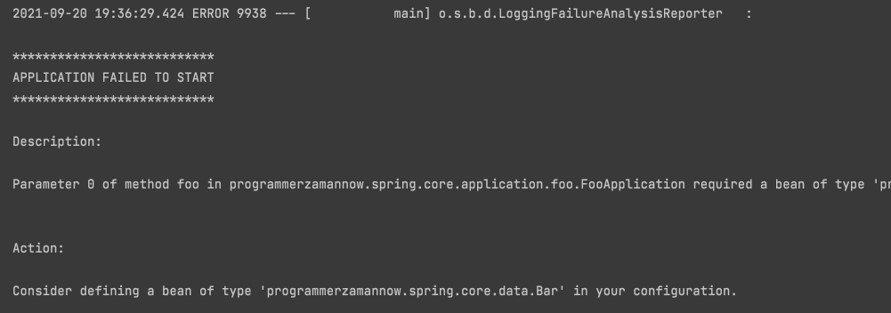 2021-09-20 19:36:29.424 ERROR 9938 --- [           main] o.s.b.d.LoggingFailureAnalysisReporter   :
***************************
APPLICATION FAILED TO START
***************************
Description:
Parameter 0 of method foo in programmerzamannow.spring.core.application.foo.FooApplication required a bean of type 'pr
Action:
Consider defining a bean of type 'programmerzamannow.spring.core.data.Bar' in your configuration.